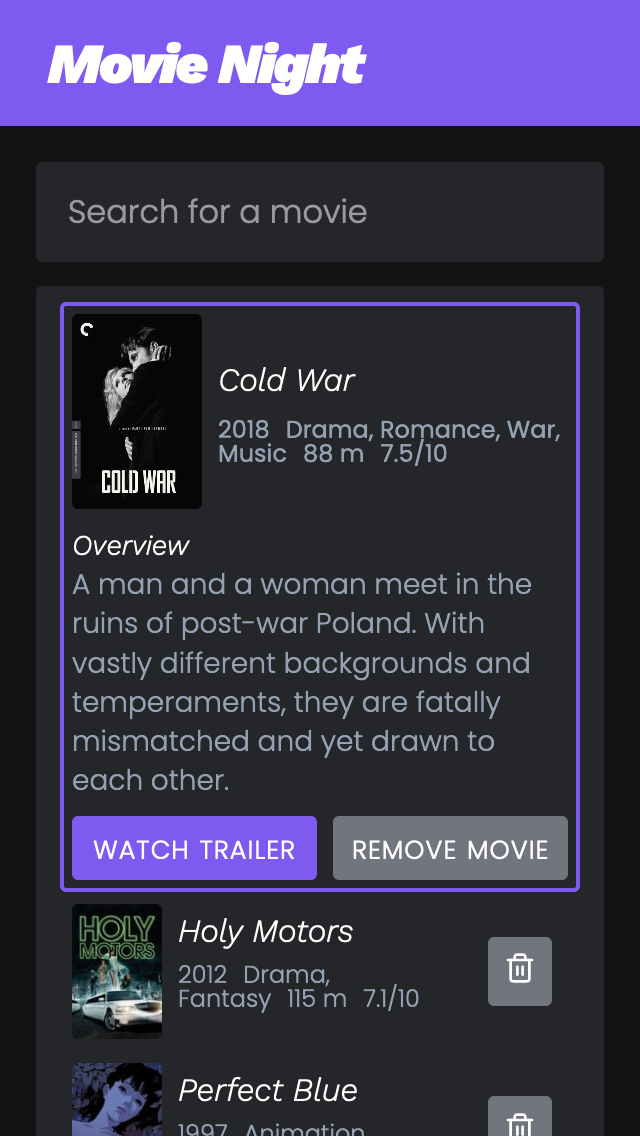 Movie Night
Search for a movie
COLD WAR
Cold War
2018 Drama, Romance, War,
Music 88 m 7.5/10
Overview
A man and a woman meet in the
ruins of post-war Poland. With
vastly different backgrounds and
temperaments, they are fatally
mismatched and yet drawn to
each other.
WATCH TRAILER REMOVE MOVIE
HOLY
MOTORS
Holy Motors
2012 Drama,
Fantasy 115 m 7.1/10
Perfect Blue
1997 Animation